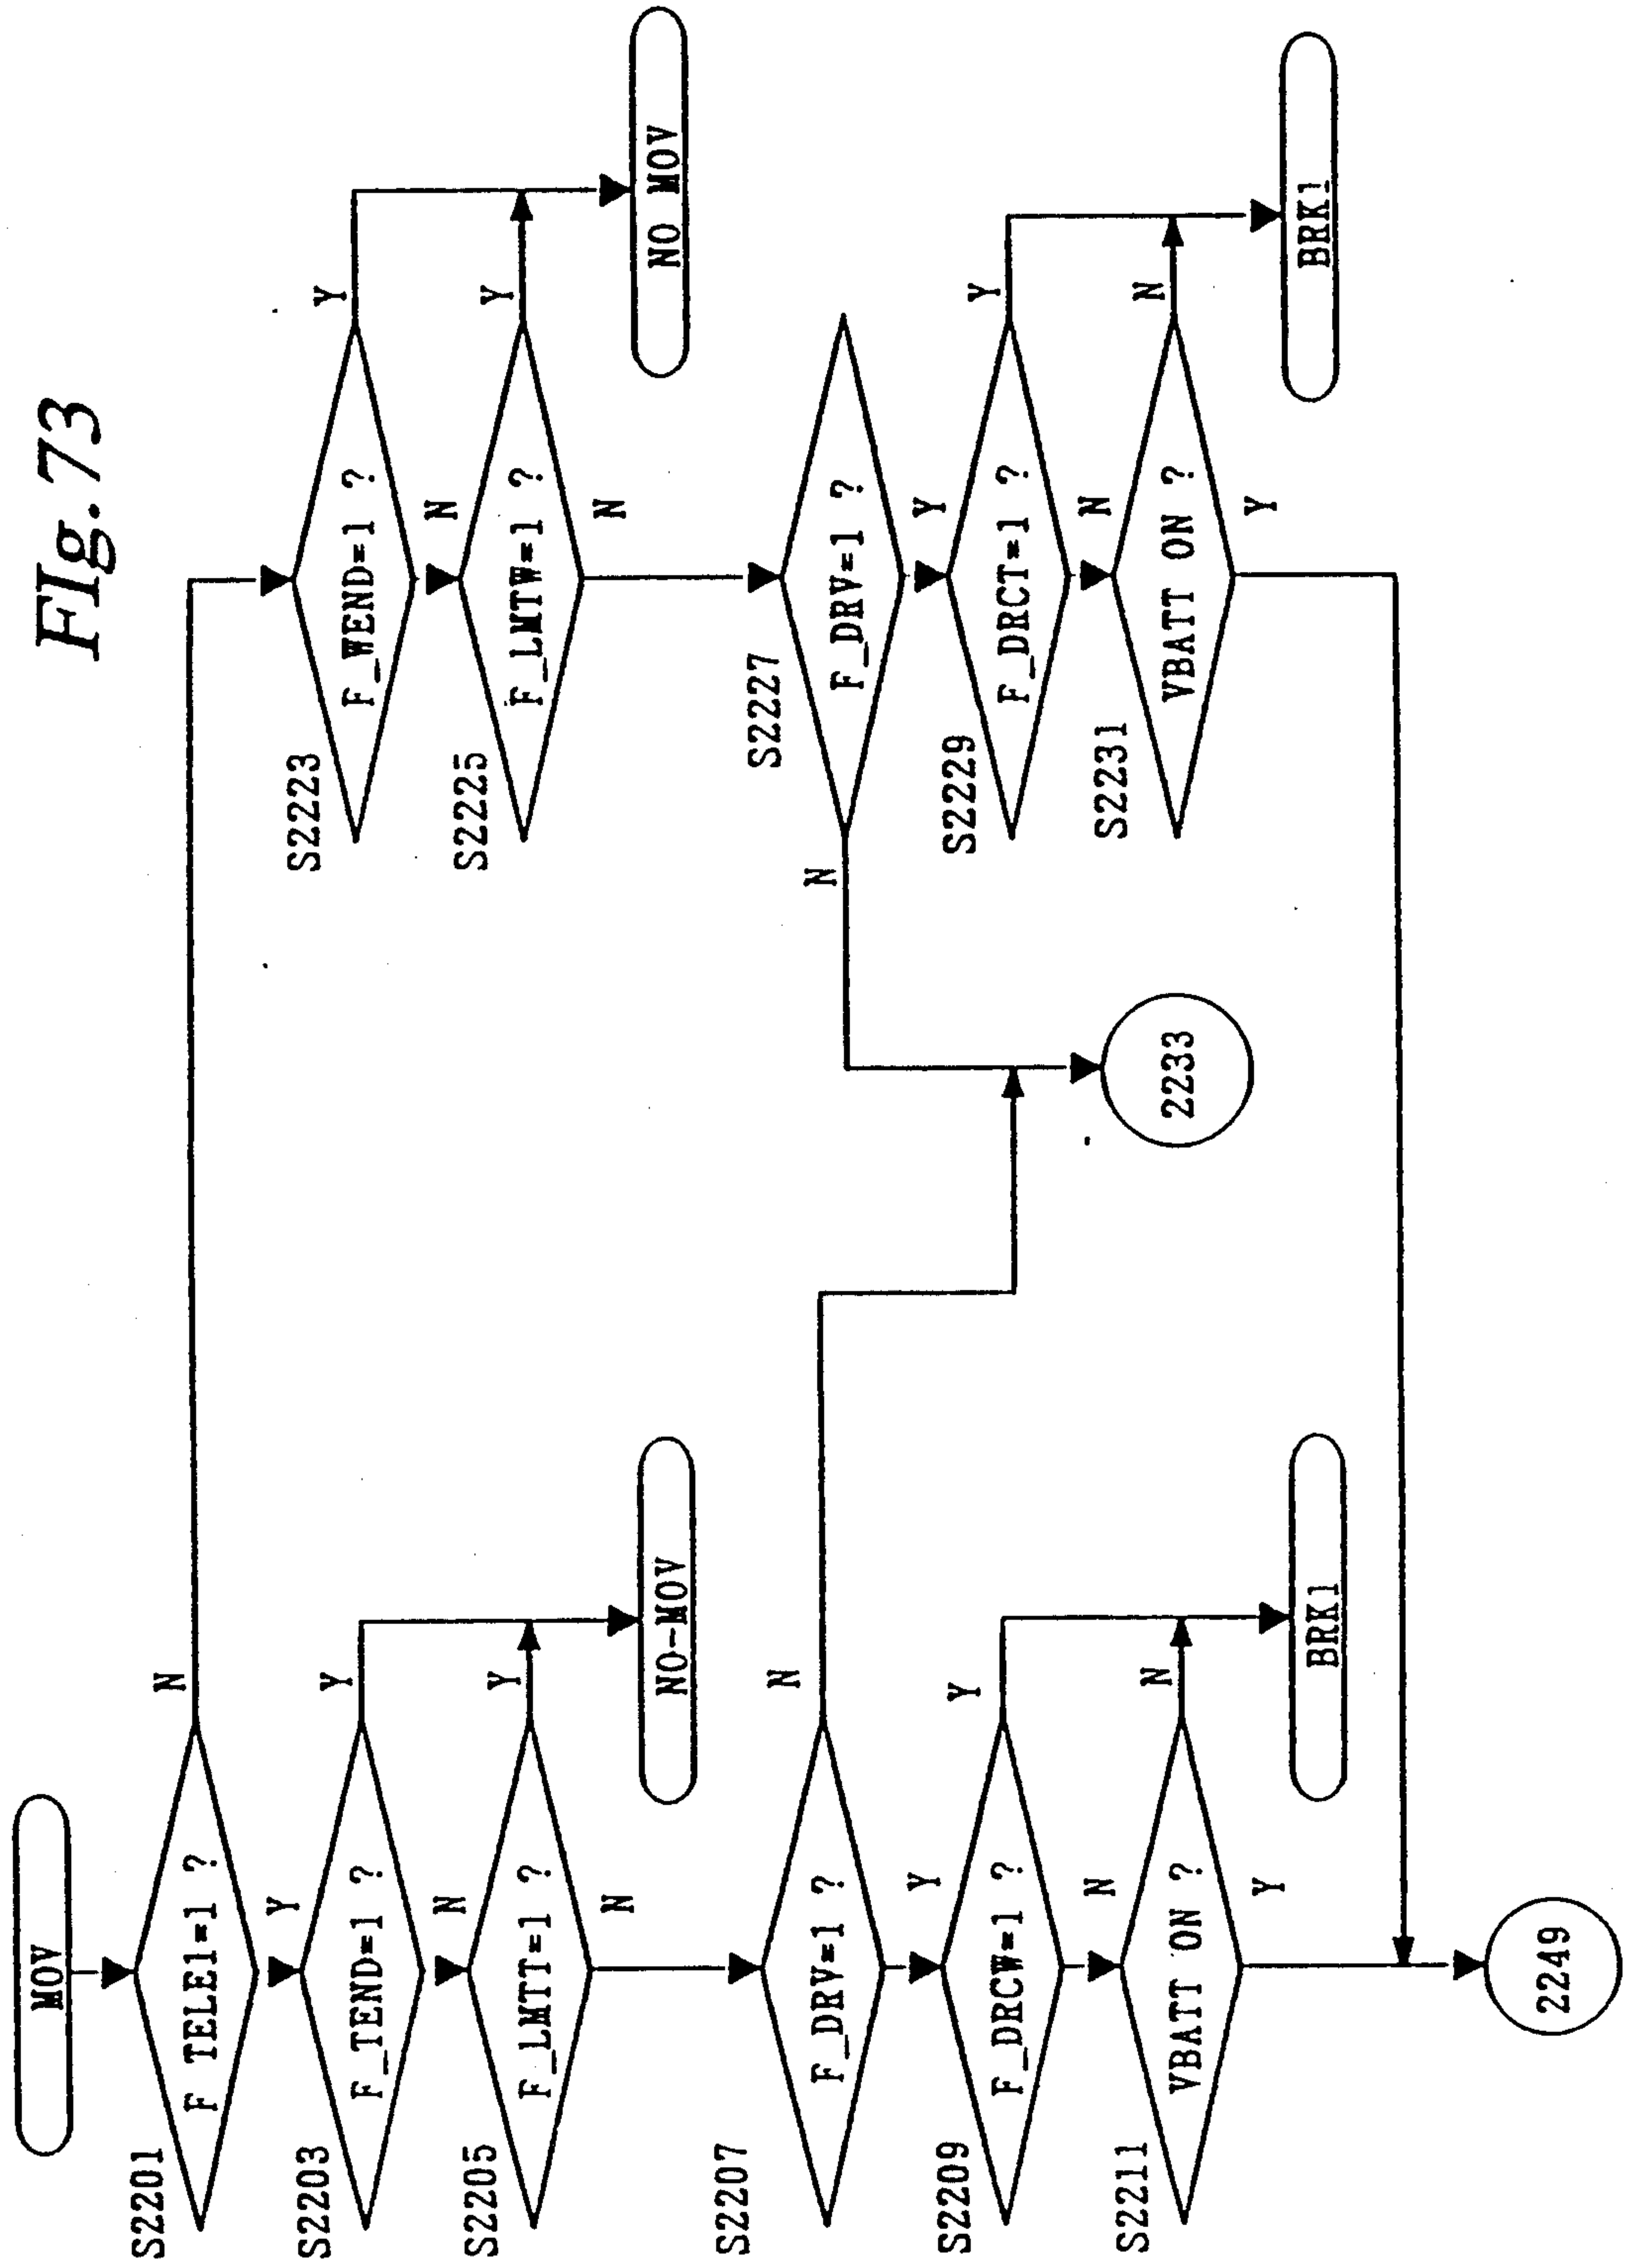 FIg. 73
MOV
S2201
F TELE1=1 ?
N
Y
S2203
F_TEND=1 ?
Y
N
S2205
F_LMTT=1 ?
Y
N
NO-MOV
S2207
F_DRV=1 ?
N
Y
S2209
F_DRCW=1 ?
Y
N
S2211
VBATT ON ?
N
Y
BRK1
2249
S2223
F_WEND=1 ?
Y
N
S2225
F_LMTW=1 ?
Y
N
NO MOV
S2227
F_DRV=1 ?
N
Y
2233
S2229
F_DRCT=1 ?
Y
N
S2231
VBATT ON ?
N
Y
BRK1